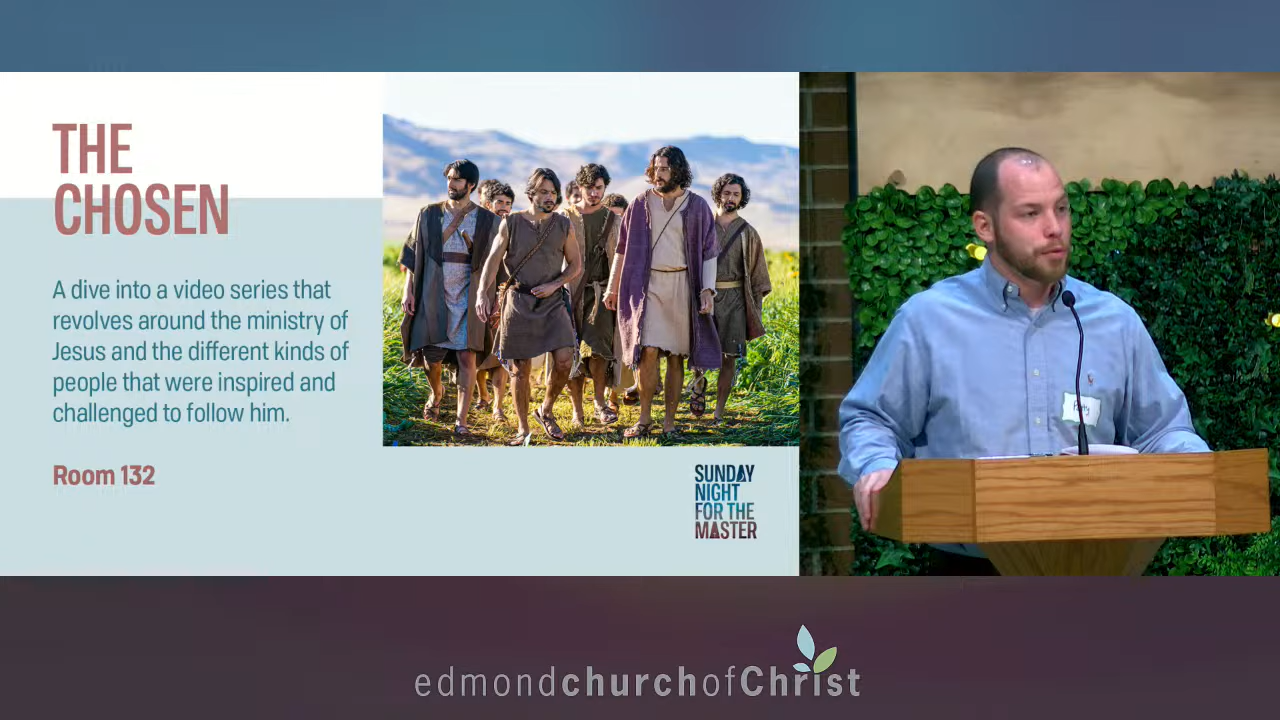 THE
CHOSEN
A dive into a video series that
revolves around the ministry of
Jesus and the different kinds of
people that were inspired and
challenged to follow him.
Room 132
SUNDAY
NIGHT
FOR THE
MASTER
edmondchurchofChrist